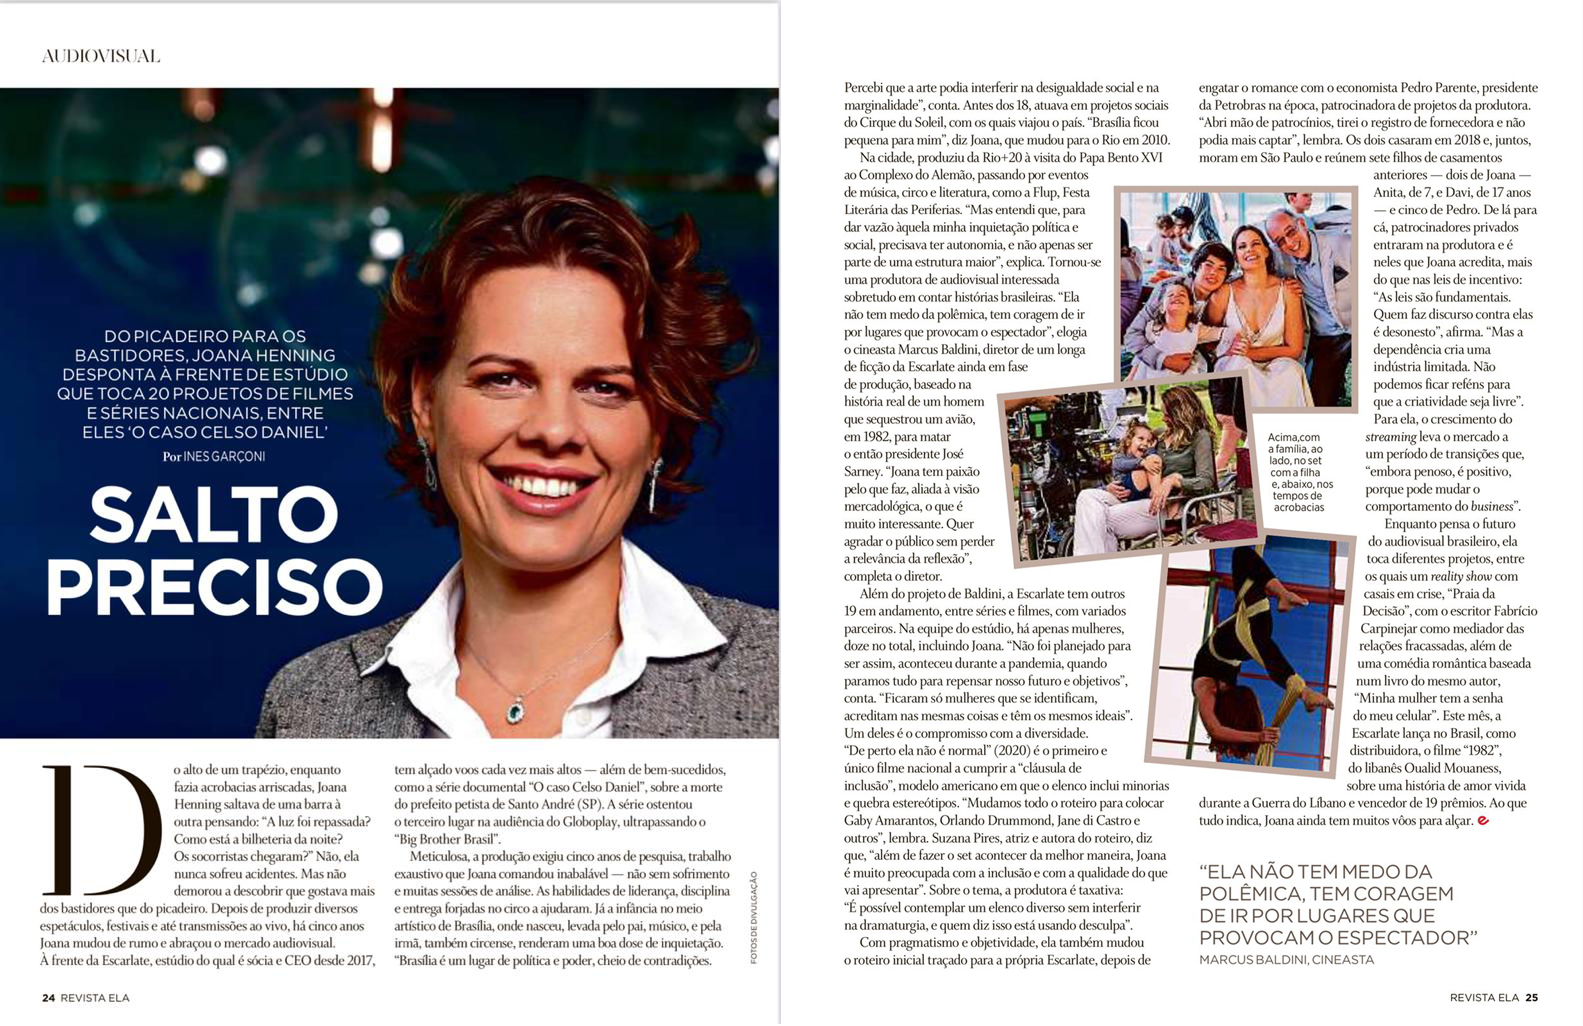 AUDIOVISUAL
DO PICADEIRO PARA OS
BASTIDORES, JOANA HENNING
DESPONTA À FRENTE DE ESTÚDIO
QUE TOCA 20 PROJETOS DE FILMES
E SÉRIES NACIONAIS, ENTRE
ELES ‘O CASO CELSO DANIEL’
Por INES GARÇONI
SALTO
PRECISO
Do alto de um trapézio, enquanto
fazia acrobacias arriscadas, Joana
Henning saltava de uma barra à
outra pensando: “A luz foi repassada?
Como está a bilheteria da noite?
Os socorristas chegaram?” Não, ela
nunca sofreu acidentes. Mas não
demorou a descobrir que gostava mais
dos bastidores que do picadeiro. Depois de produzir diversos
espetáculos, festivais e até transmissões ao vivo, há cinco anos
Joana mudou de rumo e abraçou o mercado audiovisual.
À frente da Escarlate, estúdio do qual é sócia e CEO desde 2017,
tem alçado voos cada vez mais altos — além de bem-sucedidos,
como a série documental “O caso Celso Daniel”, sobre a morte
do prefeito petista de Santo André (SP). A série ostentou
o terceiro lugar na audiência do Globoplay, ultrapassando o
“Big Brother Brasil”.
Meticulosa, a produção exigiu cinco anos de pesquisa, trabalho
exaustivo que Joana comandou inabalável — não sem sofrimento
e muitas sessões de análise. As habilidades de liderança, disciplina
e entrega forjadas no circo a ajudaram. Já a infância no meio
artístico de Brasília, onde nasceu, levada pelo pai, músico, e pela
irmã, também circense, renderam uma boa dose de inquietação.
“Brasília é um lugar de política e poder, cheio de contradições.
FOTOS DE DIVULGAÇÃO
24 REVISTA ELA
Percebi que a arte podia interferir na desigualdade social e na
marginalidade”, conta. Antes dos 18, atuava em projetos sociais
do Cirque du Soleil, com os quais viajou o país. “Brasília ficou
pequena para mim”, diz Joana, que mudou para o Rio em 2010.
Na cidade, produziu da Rio+20 à visita do Papa Bento XVI
ao Complexo do Alemão, passando por eventos
de música, circo e literatura, como a Flup, Festa
Literária das Periferias. “Mas entendi que, para
dar vazão àquela minha inquietação política e
social, precisava ter autonomia, e não apenas ser
parte de uma estrutura maior”, explica. Tornou-se
uma produtora de audiovisual interessada
sobretudo em contar histórias brasileiras. “Ela
não tem medo da polêmica, tem coragem de ir
por lugares que provocam o espectador”, elogia
o cineasta Marcus Baldini, diretor de um longa
de ficção da Escarlate ainda em fase
de produção, baseado na
história real de um homem
que sequestrou um avião,
em 1982, para matar
o então presidente José
Sarney. “Joana tem paixão
pelo que faz, aliada à visão
mercadológica, o que é
muito interessante. Quer
agradar o público sem perder
a relevância da reflexão”,
completa o diretor.
Além do projeto de Baldini, a Escarlate tem outros
19 em andamento, entre séries e filmes, com variados
parceiros. Na equipe do estúdio, há apenas mulheres,
doze no total, incluindo Joana. “Não foi planejado para
ser assim, aconteceu durante a pandemia, quando
paramos tudo para repensar nosso futuro e objetivos”,
conta. “Ficaram só mulheres que se identificam,
acreditam nas mesmas coisas e têm os mesmos ideais”.
Um deles é o compromisso com a diversidade.
“De perto ela não é normal” (2020) é o primeiro e
único filme nacional a cumprir a “cláusula de
inclusão”, modelo americano em que o elenco inclui minorias
e quebra estereótipos. “Mudamos todo o roteiro para colocar
Gaby Amarantos, Orlando Drummond, Jane di Castro e
outros”, lembra. Suzana Pires, atriz e autora do roteiro, diz
que, “além de fazer o set acontecer da melhor maneira, Joana
é muito preocupada com a inclusão e com a qualidade do que
vai apresentar”. Sobre o tema, a produtora é taxativa:
“É possível contemplar um elenco diverso sem interferir
na dramaturgia, e quem diz isso está usando desculpa”.
Com pragmatismo e objetividade, ela também mudou
o roteiro inicial traçado para a própria Escarlate, depois de
engatar o romance com o economista Pedro Parente, presidente
da Petrobras na época, patrocinadora de projetos da produtora.
“Abri mão de patrocínios, tirei o registro de fornecedora e não
podia mais captar”, lembra. Os dois casaram em 2018 e, juntos,
moram em São Paulo e reúnem sete filhos de casamentos
anteriores — dois de Joana —
Anita, de 7, e Davi, de 17 anos
— e cinco de Pedro. De lá para
cá, patrocinadores privados
entraram na produtora e é
neles que Joana acredita, mais
do que nas leis de incentivo:
“As leis são fundamentais.
Quem faz discurso contra elas
é desonesto”, afirma. “Mas a
dependência cria uma
indústria limitada. Não
podemos ficar reféns para
que a criatividade seja livre”.
Para ela, o crescimento do
streaming leva o mercado a
um período de transições que,
“embora penoso, é positivo,
porque pode mudar o
comportamento do business”.
Enquanto pensa o futuro
do audiovisual brasileiro, ela
toca diferentes projetos, entre
os quais um reality show com
casais em crise, “Praia da
Decisão”, com o escritor Fabrício
Carpinejar como mediador das
relações fracassadas, além de
uma comédia romântica baseada
num livro do mesmo autor,
“Minha mulher tem a senha
do meu celular”. Este mês, a
Escarlate lança no Brasil, como
distribuidora, o filme “1982”,
do libanês Oualid Mouaness,
sobre uma história de amor vivida
durante a Guerra do Líbano e vencedor de 19 prêmios. Ao que
tudo indica, Joana ainda tem muitos vôos para alçar. e
Acima,com
a família, ao
lado, no set
com a filha
e, abaixo, nos
tempos de
acrobacias
“ELA NÃO TEM MEDO DA
POLÊMICA, TEM CORAGEM
DE IR POR LUGARES QUE
PROVOCAM O ESPECTADOR”
MARCUS BALDINI, CINEASTA
REVISTA ELA 25